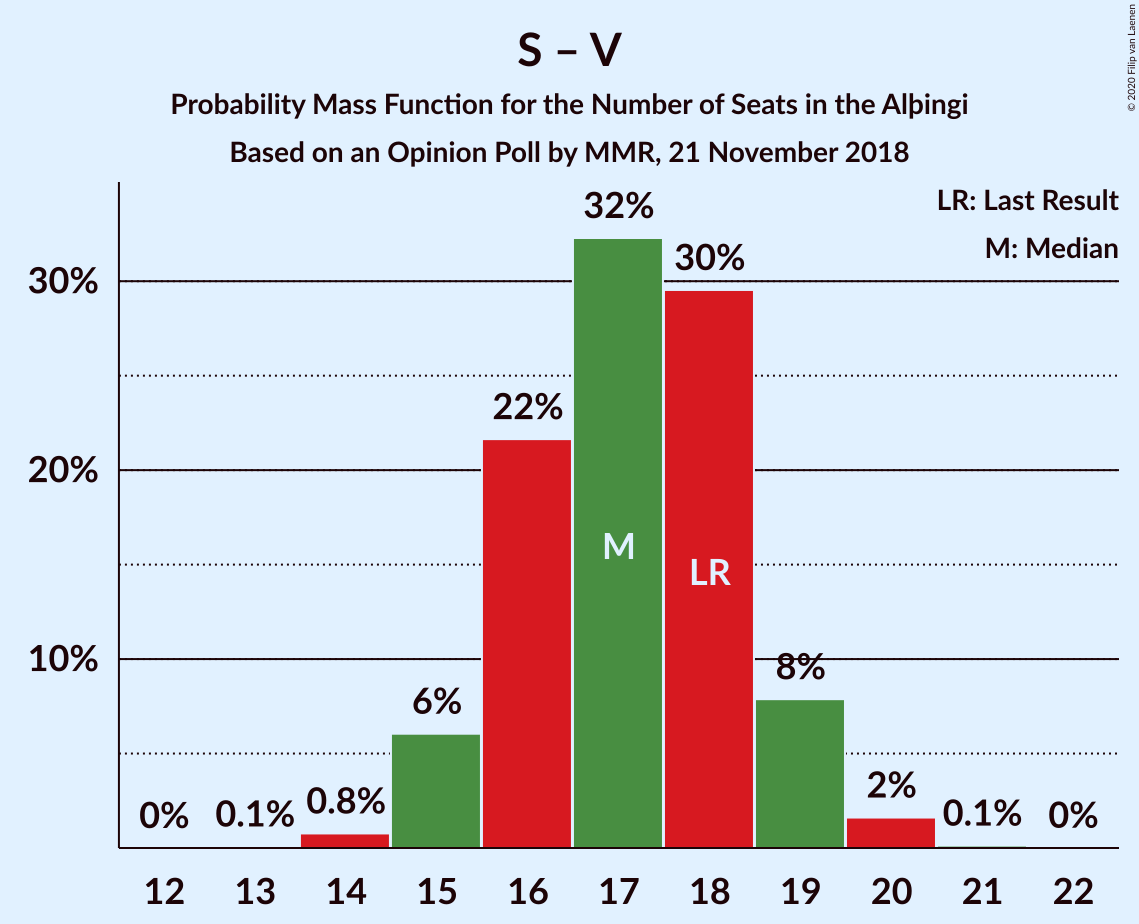 S – V
Probability Mass Function for the Number of Seats in the Alþingi
Based on an Opinion Poll by MMR, 21 November 2018
© 2020 Filip van Laenen
LR: Last Result
M: Median
30%
20%
10%
0%
0.1%
0.8%
6%
22%
32%
30%
8%
2%
0.1%
0%
M
LR
12 13 14 15 16 17 18 19 20 21 22